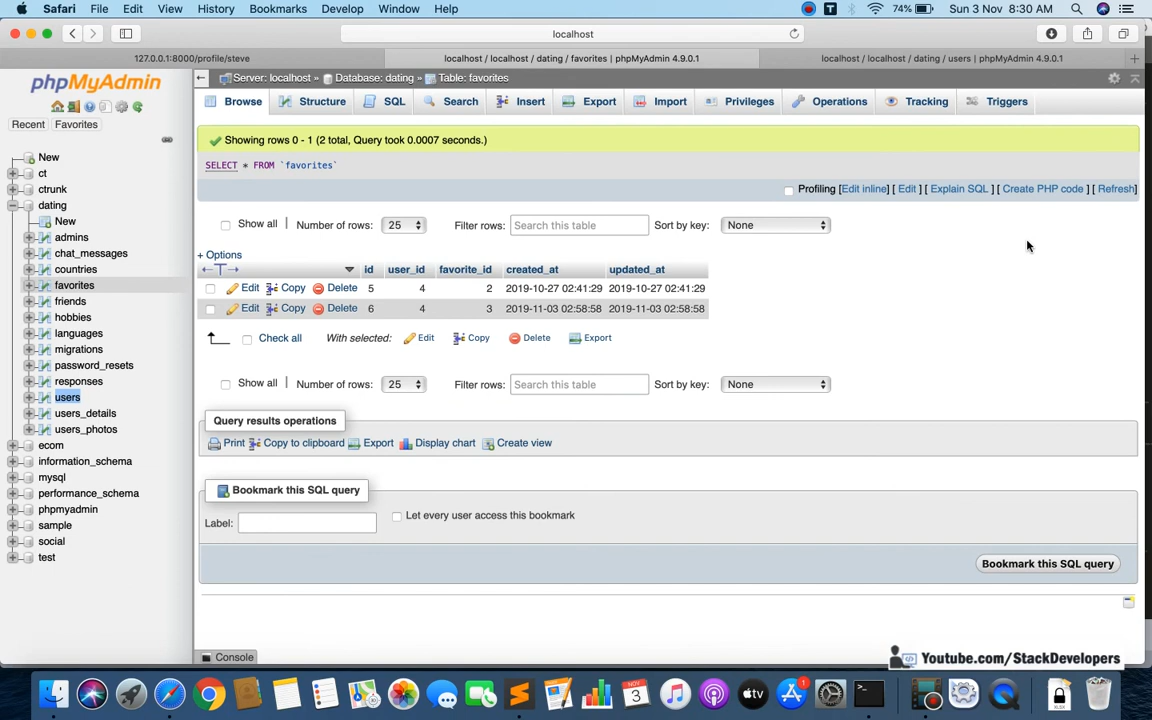 Safari File Edit View History Bookmarks Develop Window Help 74% Sun 3 Nov 8:30 AM
localhost
127.0.0.1:8000/profile/steve localhost / localhost / dating / favorites | phpMyAdmin 4.9.0.1 localhost / localhost / dating / users | phpMyAdmin 4.9.0.1
phpMyAdmin
Recent Favorites
New
ct
ctrunk
dating
New
admins
chat_messages
countries
favorites
friends
hobbies
languages
migrations
password_resets
responses
users
users_details
users_photos
ecom
information_schema
mysql
performance_schema
phpmyadmin
sample
social
test
Server: localhost » Database: dating » Table: favorites
Browse Structure SQL Search Insert Export Import Privileges Operations Tracking Triggers
Showing rows 0 - 1 (2 total, Query took 0.0007 seconds.)
SELECT * FROM `favorites`
Profiling [Edit inline] [ Edit ] [ Explain SQL ] [ Create PHP code ] [ Refresh]
Show all Number of rows: 25 Filter rows: Search this table Sort by key: None
+ Options
←T→ id user_id favorite_id created_at updated_at
Edit Copy Delete 5 4 2 2019-10-27 02:41:29 2019-10-27 02:41:29
Edit Copy Delete 6 4 3 2019-11-03 02:58:58 2019-11-03 02:58:58
Check all With selected: Edit Copy Delete Export
Show all Number of rows: 25 Filter rows: Search this table Sort by key: None
Query results operations
Print Copy to clipboard Export Display chart Create view
Bookmark this SQL query
Label: Let every user access this bookmark
Bookmark this SQL query
Console
Youtube.com/StackDevelopers